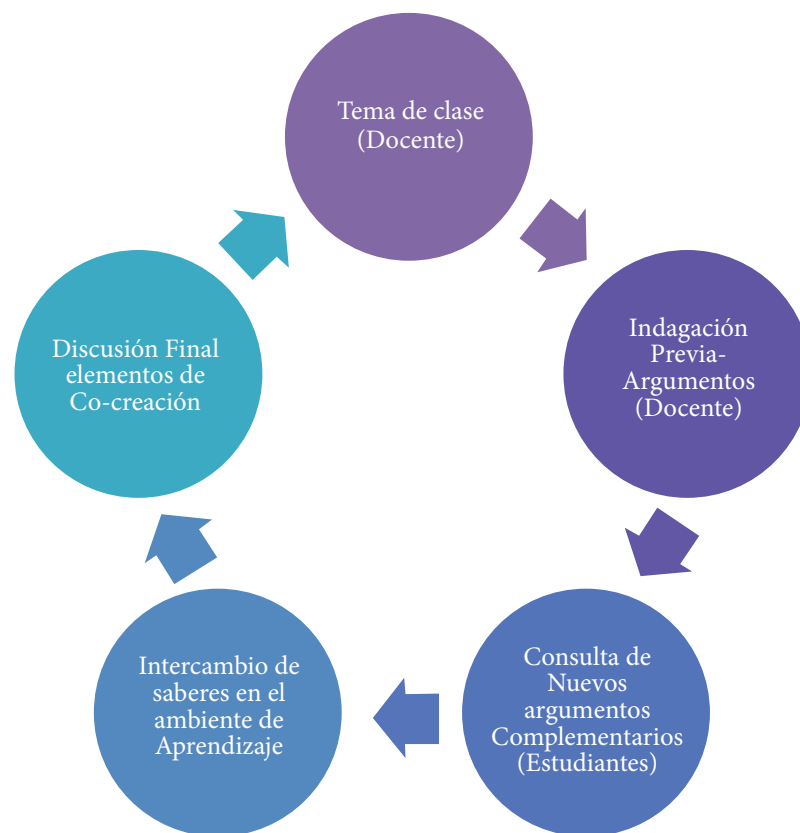 Tema de clase
(Docente)
Indagación
Previa-
Argumentos
(Docente)
Consulta de
Nuevos
argumentos
Complementarios
(Estudiantes)
Intercambio de
saberes en el
ambiente de
Aprendizaje
Discusión Final
elementos de
Co-creación